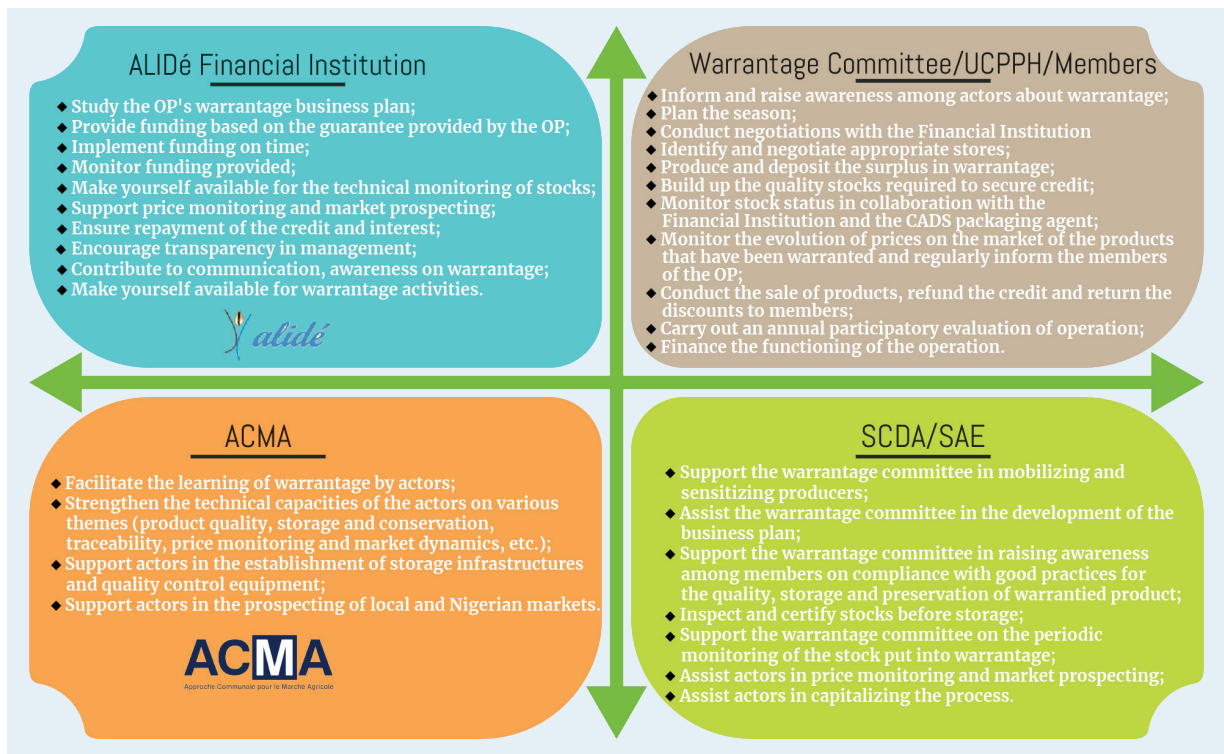 ALIDé Financial Institution
Study the OP's warrantage business plan;
Provide funding based on the guarantee provided by the OP;
Implement funding on time;
Monitor funding provided;
Make yourself available for the technical monitoring of stocks;
Support price monitoring and market prospecting;
Ensure repayment of the credit and interest;
Encourage transparency in management;
Contribute to communication, awareness on warrantage;
Make yourself available for warrantage activities.
alidé
Warrantage Committee/UCPPH/Members
Inform and raise awareness among actors about warrantage;
Plan the season;
Conduct negotiations with the Financial Institution
Identify and negotiate appropriate stores;
Produce and deposit the surplus in warrantage;
Build up the quality stocks required to secure credit;
Monitor stock status in collaboration with the
Financial Institution and the CADS packaging agent;
Monitor the evolution of prices on the market of the products
that have been warranted and regularly inform the members
of the OP;
Conduct the sale of products, refund the credit and return the
discounts to members;
Carry out an annual participatory evaluation of operation;
Finance the functioning of the operation.
ACMA
Facilitate the learning of warrantage by actors;
Strengthen the technical capacities of the actors on various
themes (product quality, storage and conservation,
traceability, price monitoring and market dynamics, etc.);
Support actors in the establishment of storage infrastructures
and quality control equipment;
Support actors in the prospecting of local and Nigerian markets.
ACMA
Approche Communale pour le Marché Agricole
SCDA/SAE
Support the warrantage committee in mobilizing and
sensitizing producers;
Assist the warrantage committee in the development of the
business plan;
Support the warrantage committee in raising awareness
among members on compliance with good practices for
the quality, storage and preservation of warrantied product;
Inspect and certify stocks before storage;
Support the warrantage committee on the periodic
monitoring of the stock put into warrantage;
Assist actors in price monitoring and market prospecting;
Assist actors in capitalizing the process.